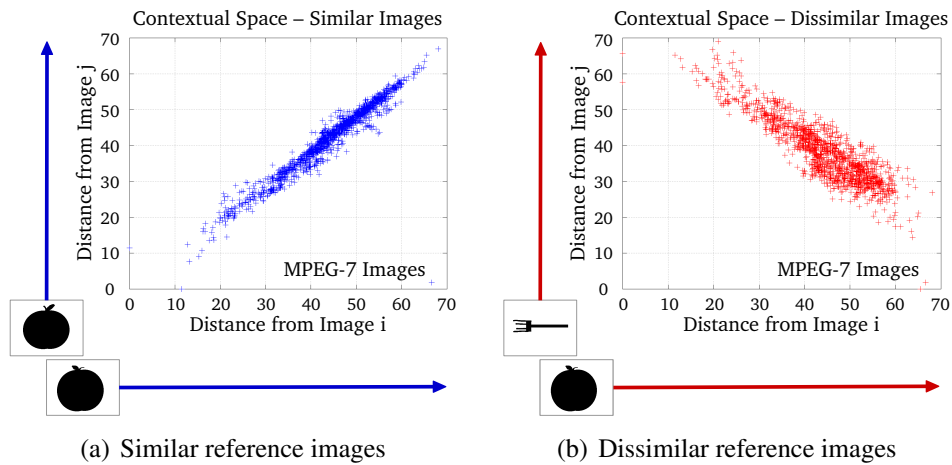 Contextual Space – Similar Images
70
60
50
40
30
20
10
0
Distance from Image j
MPEG-7 Images
0 10 20 30 40 50 60 70
Distance from Image i
(a) Similar reference images
Contextual Space – Dissimilar Images
70
60
50
40
30
20
10
0
Distance from Image j
MPEG-7 Images
0 10 20 30 40 50 60 70
Distance from Image i
(b) Dissimilar reference images